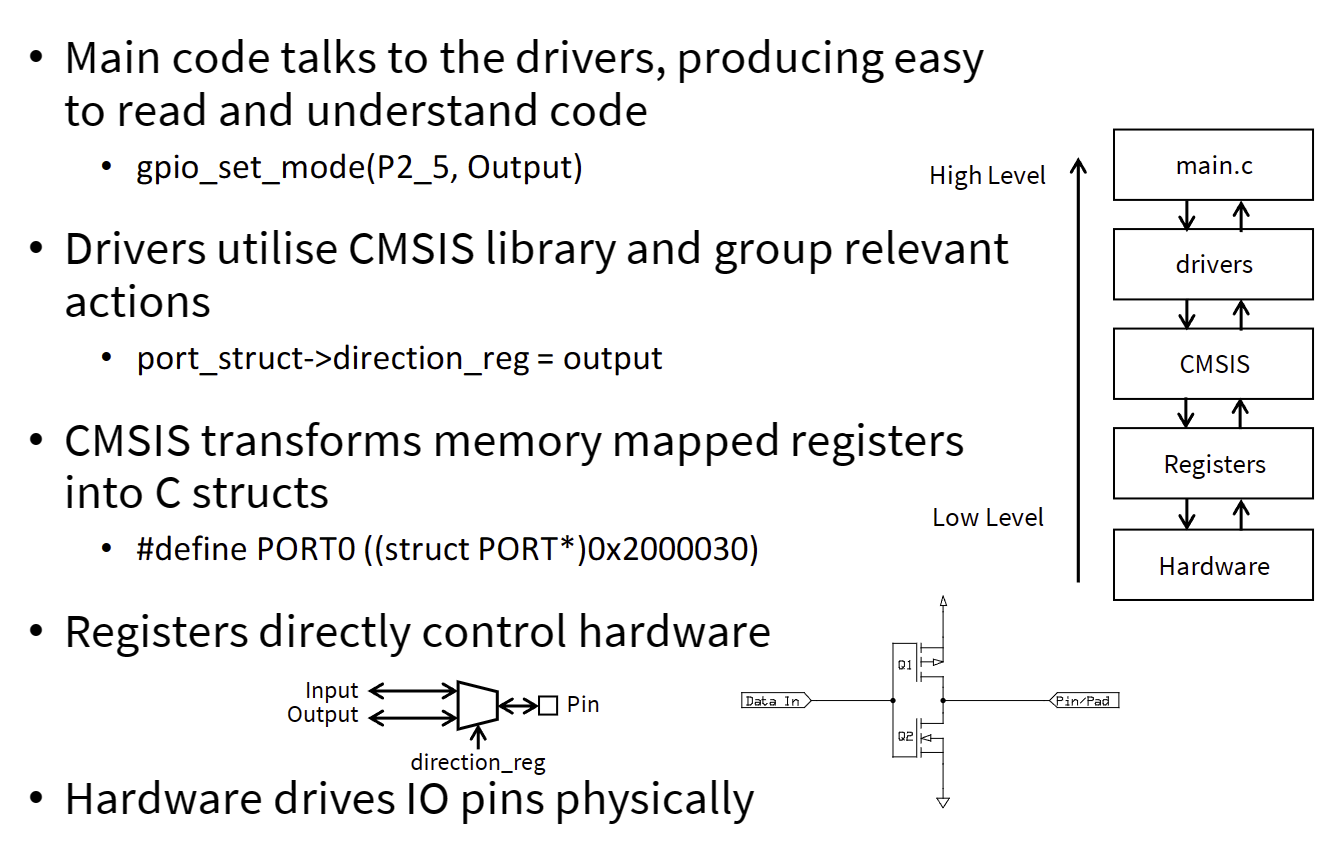 • Main code talks to the drivers, producing easy
to read and understand code
• gpio_set_mode(P2_5, Output)
• Drivers utilise CMSIS library and group relevant
actions
• port_struct->direction_reg = output
• CMSIS transforms memory mapped registers
into C structs
• #define PORT0 ((struct PORT*)0x2000030)
• Registers directly control hardware
Input
Output
Pin
direction_reg
• Hardware drives IO pins physically
High Level
Low Level
main.c
drivers
CMSIS
Registers
Hardware
Data In
Q1
Q2
Pin/Pad